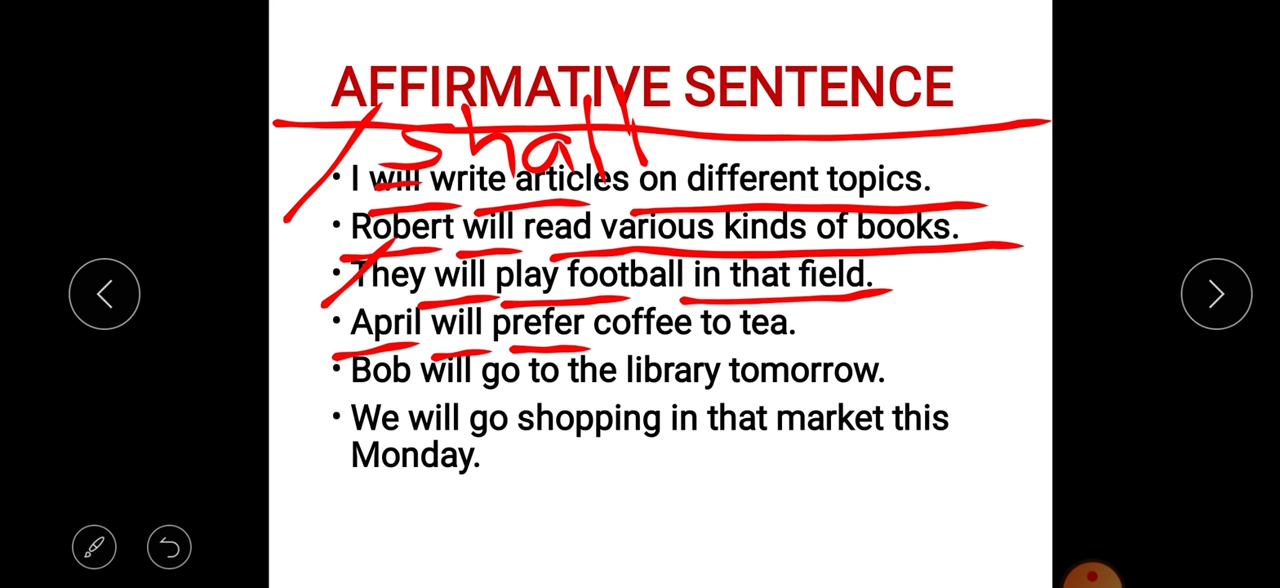 AFFIRMATIVE SENTENCE
shall
• I will write articles on different topics.
• Robert will read various kinds of books.
• They will play football in that field.
• April will prefer coffee to tea.
• Bob will go to the library tomorrow.
• We will go shopping in that market this
Monday.